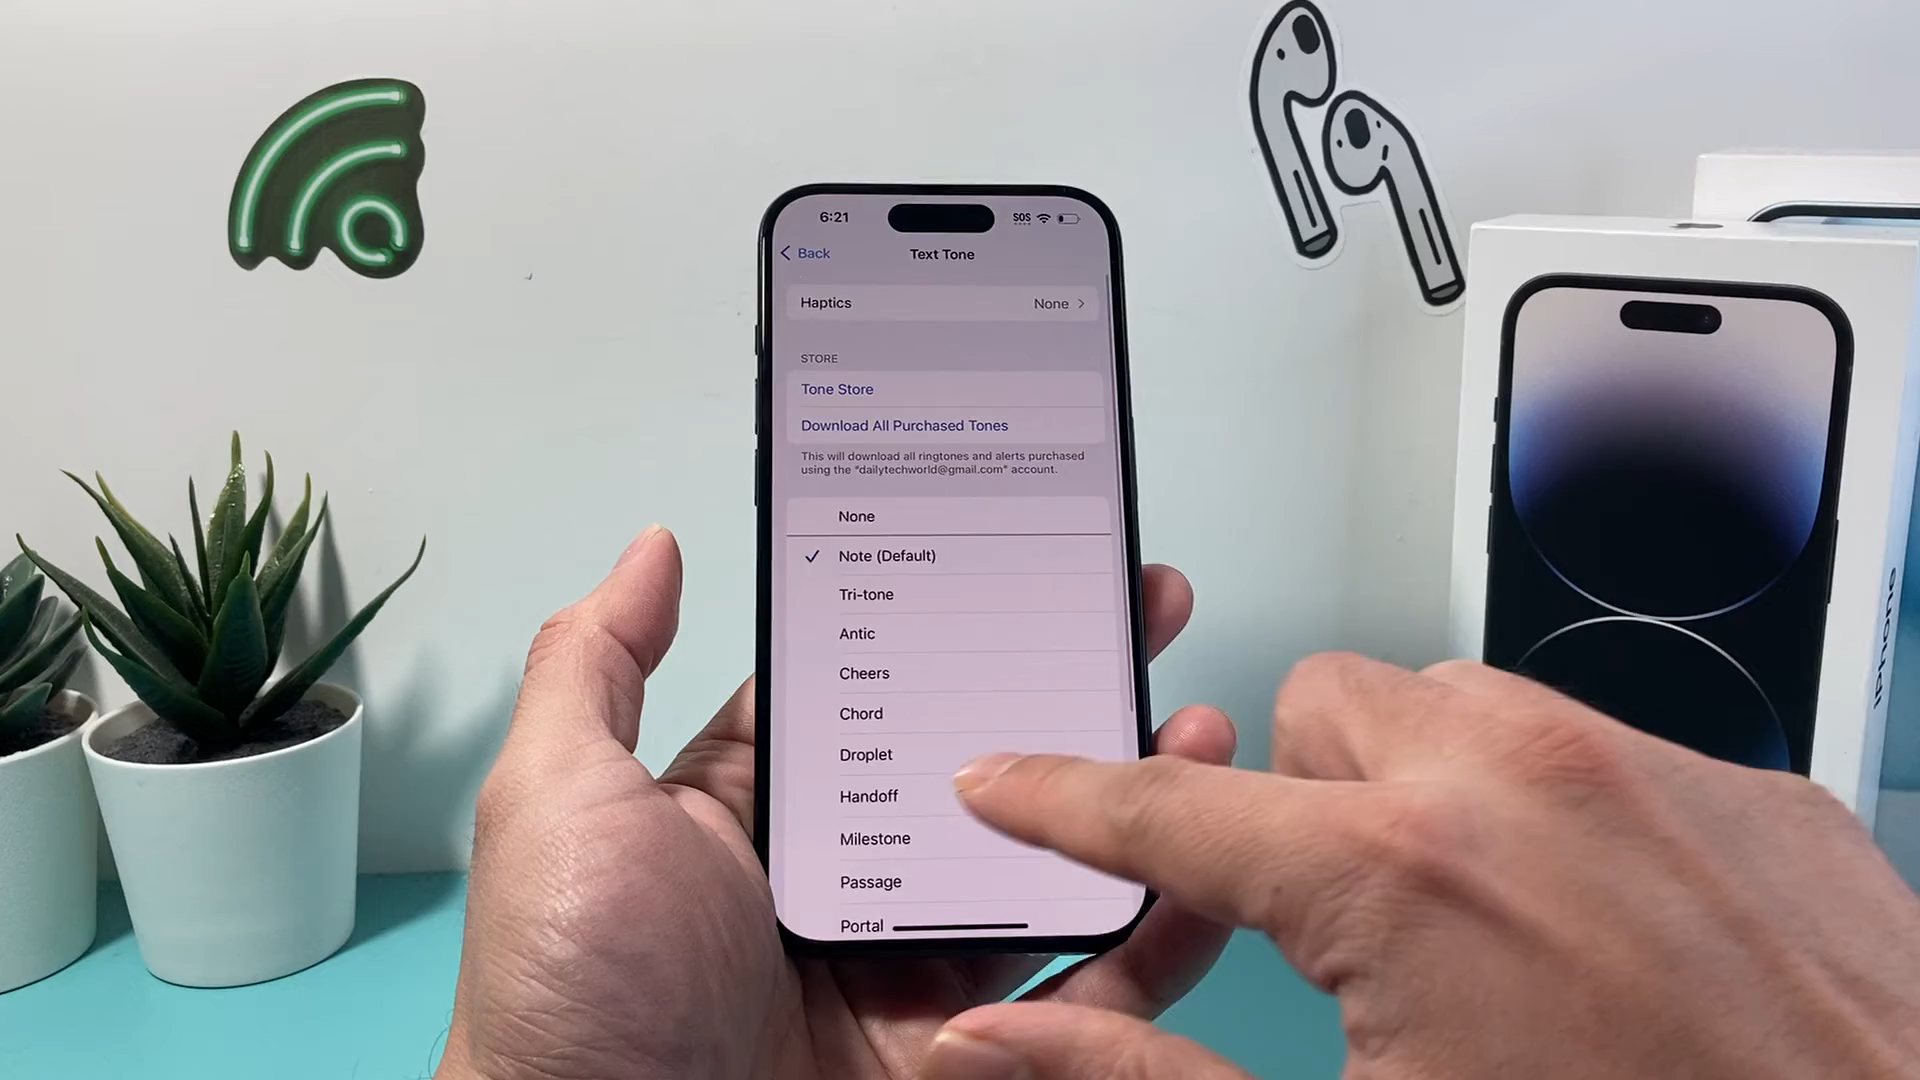 6:21
SOS
Back
Text Tone
Haptics
None
STORE
Tone Store
Download All Purchased Tones
This will download all ringtones and alerts purchased
using the "dailytechworld@gmail.com" account.
None
Note (Default)
Tri-tone
Antic
Cheers
Chord
Droplet
Handoff
Milestone
Passage
Portal
iPhone